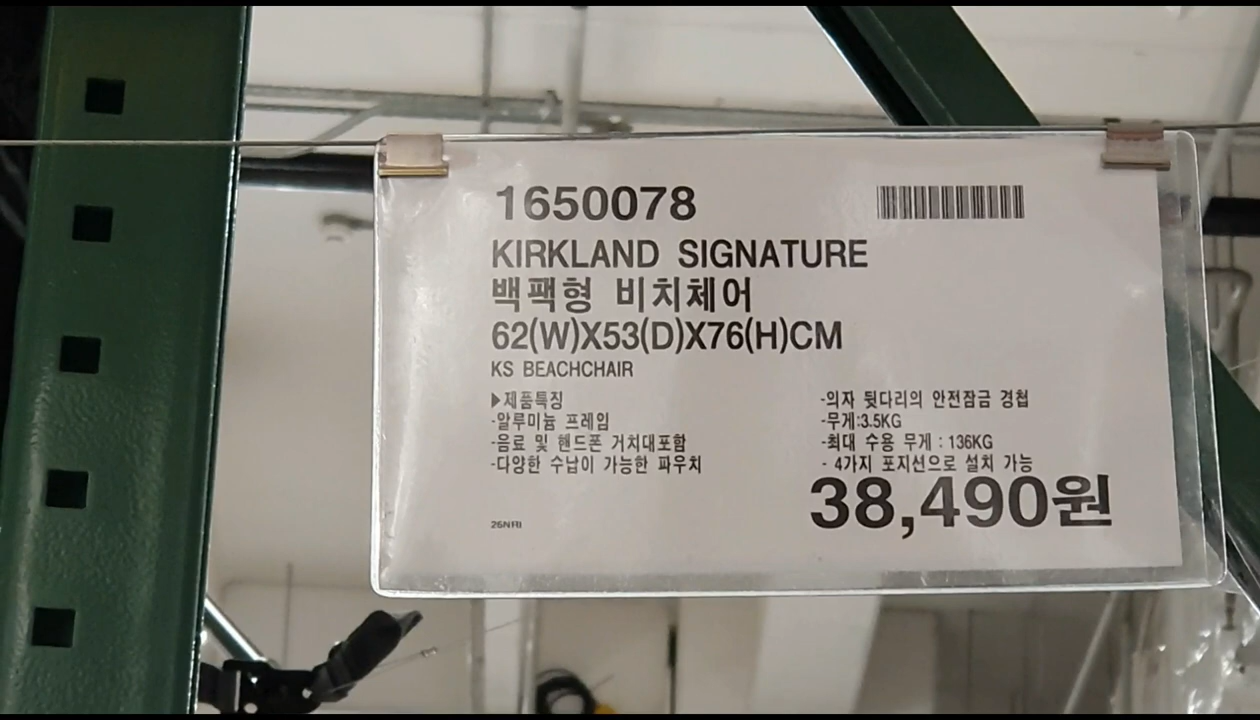 1650078
KIRKLAND SIGNATURE
백팩형 비치체어
62(W)X53(D)X76(H)CM
KS BEACHCHAIR
▶제품특징
-알루미늄 프레임
-음료 및 핸드폰 거치대포함
-다양한 수납이 가능한 파우치
-의자 뒷다리의 안전잠금 경첩
-무게:3.5KG
-최대 수용 무게 : 136KG
- 4가지 포지션으로 설치 가능
38,490원